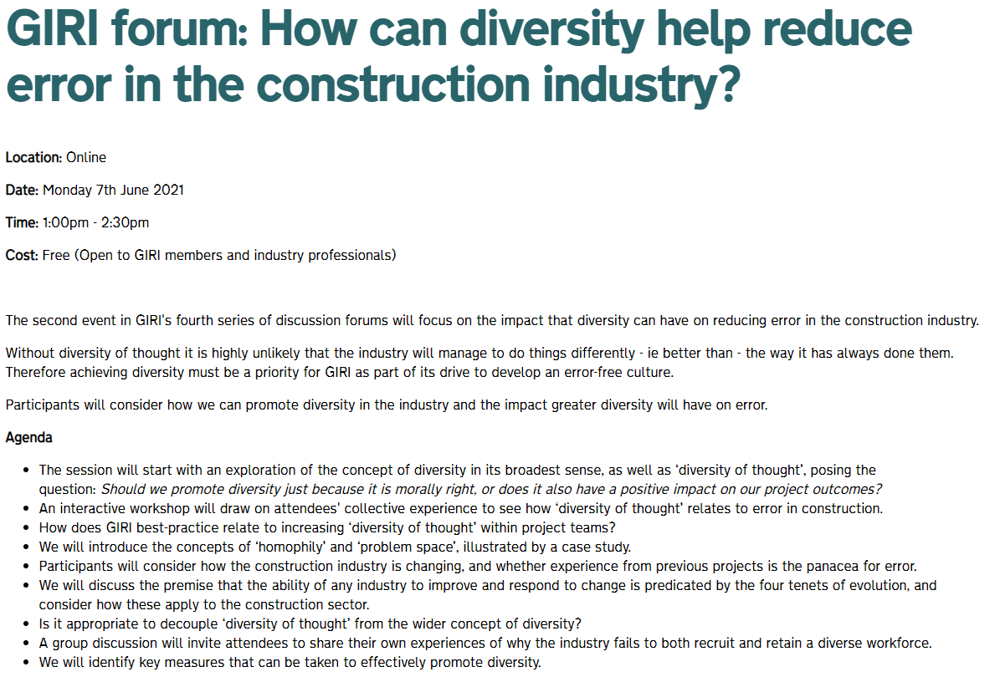 GIRI forum: How can diversity help reduce
error in the construction industry?
Location: Online
Date: Monday 7th June 2021
Time: 1:00pm - 2:30pm
Cost: Free (Open to GIRI members and industry professionals)
The second event in GIRI's fourth series of discussion forums will focus on the impact that diversity can have on reducing error in the construction industry.
Without diversity of thought it is highly unlikely that the industry will manage to do things differently - ie better than - the way it has always done them.
Therefore achieving diversity must be a priority for GIRI as part of its drive to develop an error-free culture.
Participants will consider how we can promote diversity in the industry and the impact greater diversity will have on error.
Agenda
• The session will start with an exploration of the concept of diversity in its broadest sense, as well as ‘diversity of thought’, posing the
question: Should we promote diversity just because it is morally right, or does it also have a positive impact on our project outcomes?
• An interactive workshop will draw on attendees' collective experience to see how ‘diversity of thought’ relates to error in construction.
• How does GIRI best-practice relate to increasing ‘diversity of thought’ within project teams?
• We will introduce the concepts of ‘homophily’ and ‘problem space’, illustrated by a case study.
• Participants will consider how the construction industry is changing, and whether experience from previous projects is the panacea for error.
• We will discuss the premise that the ability of any industry to improve and respond to change is predicated by the four tenets of evolution, and
consider how these apply to the construction sector.
• Is it appropriate to decouple ‘diversity of thought’ from the wider concept of diversity?
• A group discussion will invite attendees to share their own experiences of why the industry fails to both recruit and retain a diverse workforce.
• We will identify key measures that can be taken to effectively promote diversity.